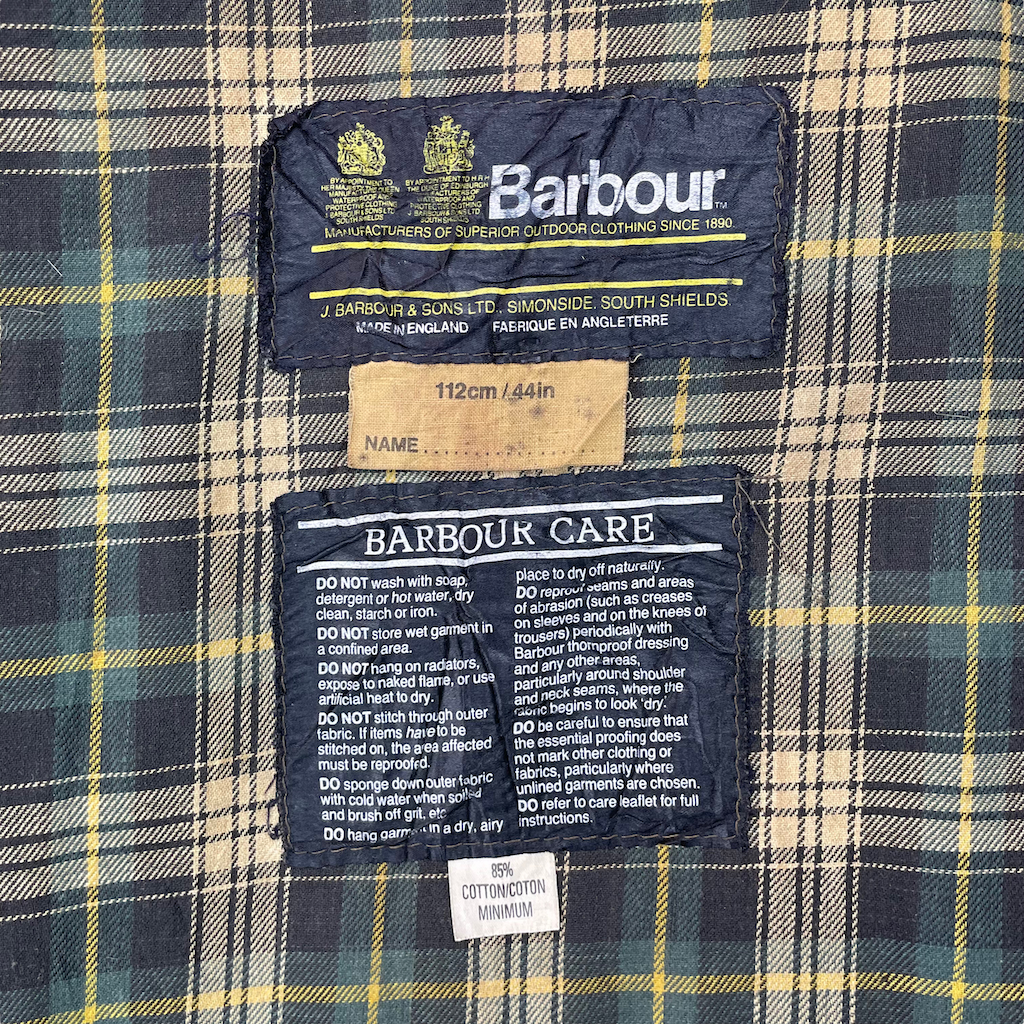 BY APPOINTMENT TO
HER MAJESTY THE QUEEN
MANUFACTURERS OF
WATERPROOF AND
PROTECTIVE CLOTHING
J. BARBOUR & SONS LTD
SOUTH SHIELDS
BY APPOINTMENT TO H R H
THE DUKE OF EDINBURGH
MANUFACTURERS OF
WATERPROOF AND
PROTECTIVE CLOTHING
J. BARBOUR & SONS LTD
SOUTH SHIELDS
Barbour™
MANUFACTURERS OF SUPERIOR OUTDOOR CLOTHING SINCE 1890.
J. BARBOUR & SONS LTD., SIMONSIDE, SOUTH SHIELDS.
MADE IN ENGLAND FABRIQUE EN ANGLETERRE
112cm / 44in
NAME................
BARBOUR CARE
DO NOT wash with soap,
detergent or hot water, dry
clean, starch or iron.
DO NOT store wet garment in
a confined area.
DO NOT hang on radiators,
expose to naked flame, or use
artificial heat to dry.
DO NOT stitch through outer
fabric. If items have to be
stitched on, the area affected
must be reproofed.
DO sponge down outer fabric
with cold water when soiled
and brush off grit, etc
DO hang garment in a dry, airy
place to dry off naturally.
DO reproof seams and areas
of abrasion (such as creases
on sleeves and on the knees of
trousers) periodically with
Barbour thornproof dressing
and any other areas,
particularly around shoulder
and neck seams, where the
fabric begins to look 'dry'.
DO be careful to ensure that
the essential proofing does
not mark other clothing or
fabrics, particularly where
unlined garments are chosen.
DO refer to care leaflet for full
instructions.
85%
COTTON/COTON
MINIMUM